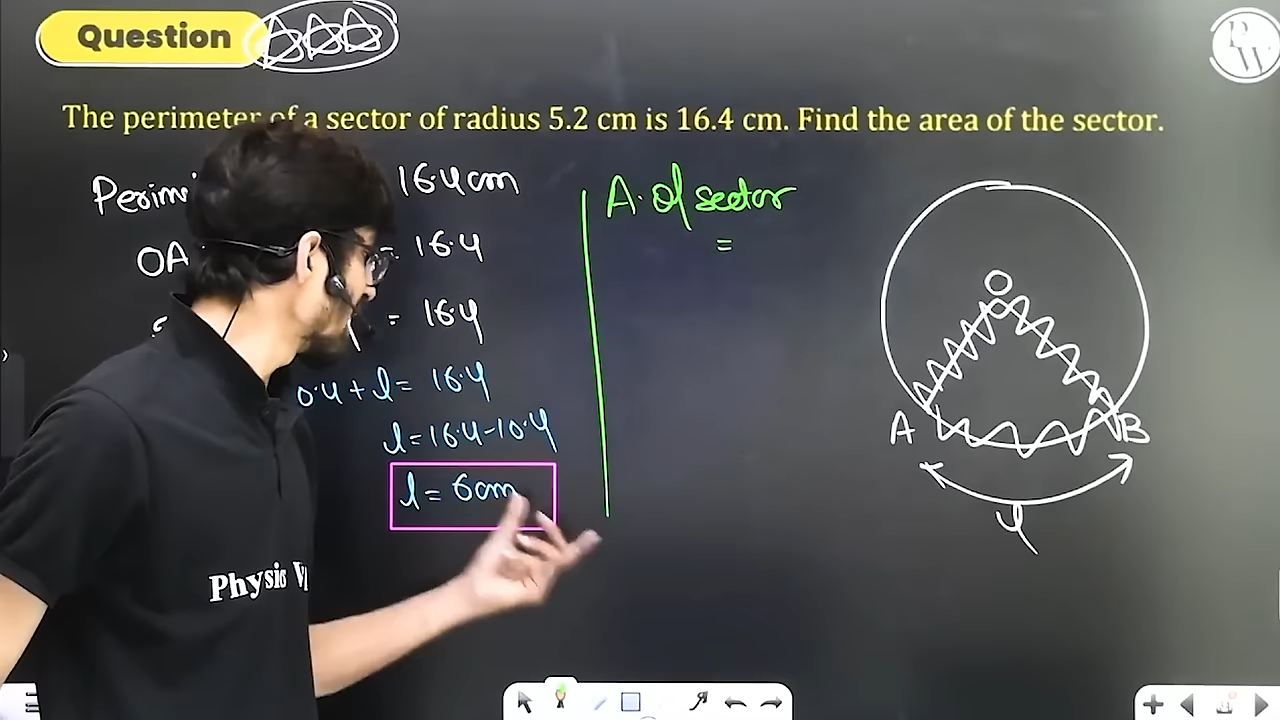 Question
The perimeter of a sector of radius 5.2 cm is 16.4 cm. Find the area of the sector.
16.4cm
OA = 16.4
= 16.4
0.4 + l = 16.4
l = 16.4 - 10.4
l = 6cm
A. of sector
=
O
A
B
l
Physics W
PW